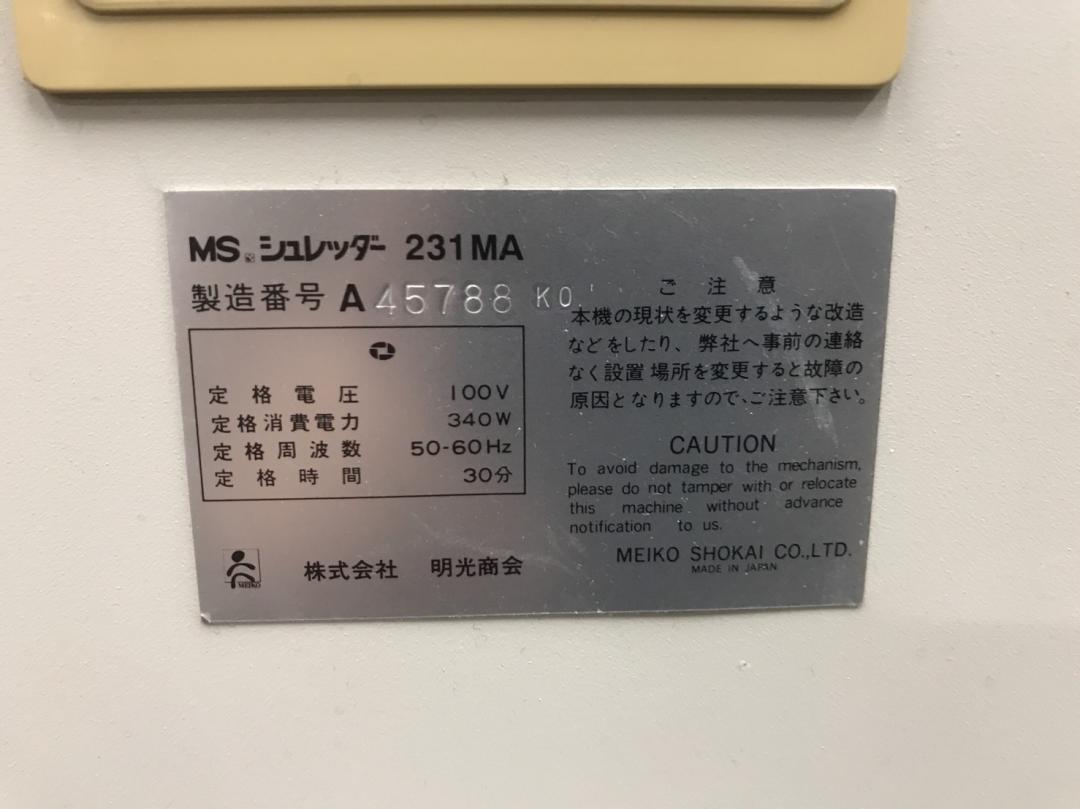 MS シュレッダー 231MA
製造番号 A 45788 KO
定格電圧 100V
定格消費電力 340W
定格周波数 50-60Hz
定格時間 30分
MEIKO
株式会社 明光商会
ご注意
本機の現状を変更するような改造
などをしたり、弊社へ事前の連絡
なく設置場所を変更すると故障の
原因となりますので、ご注意下さい。
CAUTION
To avoid damage to the mechanism,
please do not tamper with or relocate
this machine without advance
notification to us.
MEIKO SHOKAI CO.,LTD.
MADE IN JAPAN